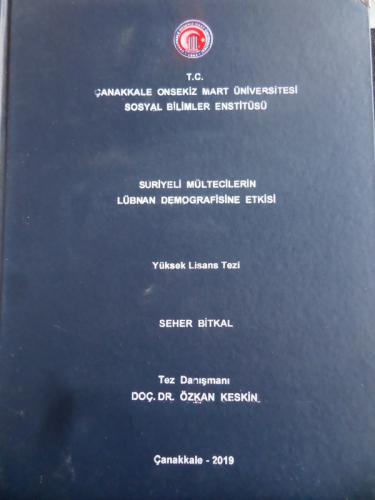 T.C.
ÇANAKKALE ONSEKİZ MART ÜNİVERSİTESİ
SOSYAL BİLİMLER ENSTİTÜSÜ
SURİYELİ MÜLTECİLERİN
LÜBNAN DEMOGRAFİSİNE ETKİSİ
Yüksek Lisans Tezi
SEHER BİTKAL
Tez Danışmanı
DOÇ. DR. ÖZKAN KESKİN
Çanakkale - 2019